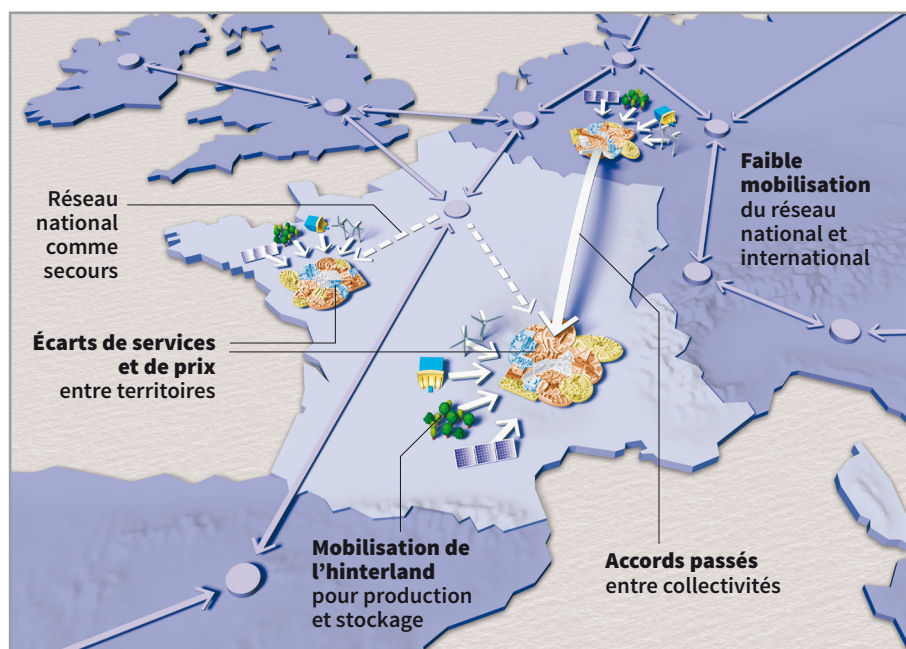 Réseau
national
comme
secours
Écarts de services
et de prix
entre territoires
Mobilisation de
l'hinterland
pour production
et stockage
Accords passés
entre collectivités
Faible
mobilisation
du réseau
national et
international